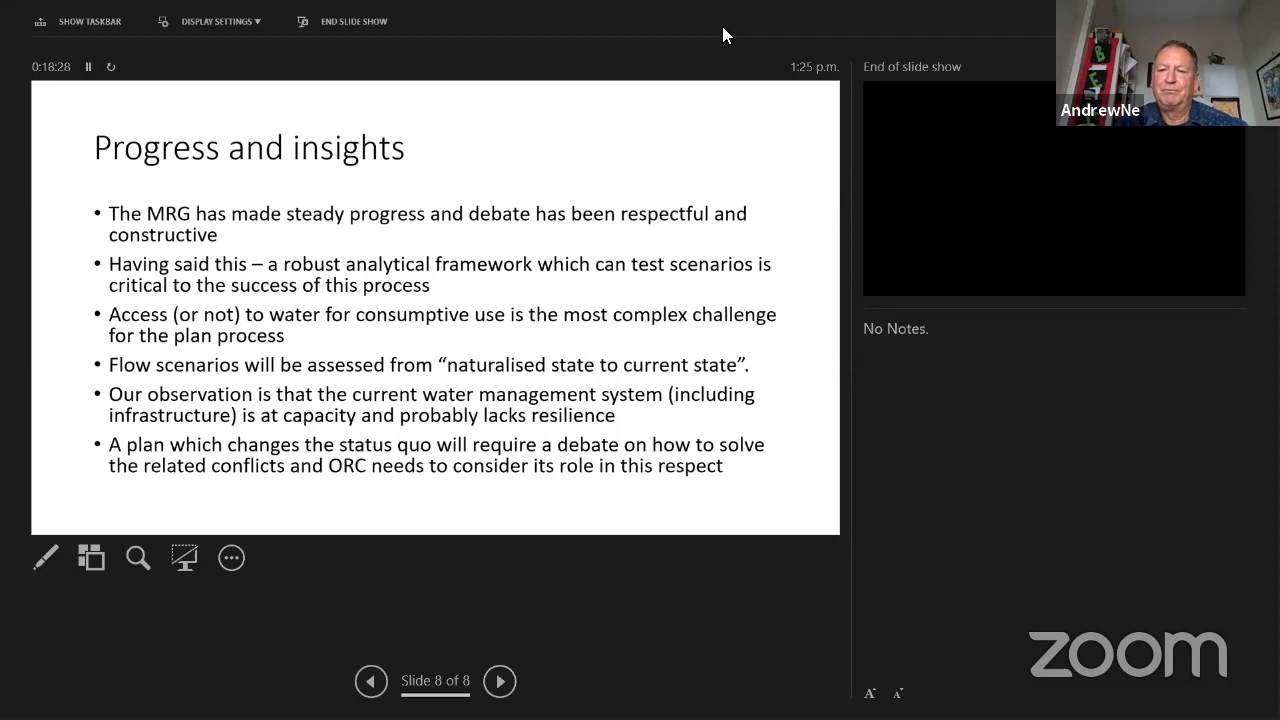 SHOW TASKBAR
DISPLAY SETTINGS ▼
END SLIDE SHOW
0:18:28
1:25 p.m.
End of slide show
AndrewNe
Progress and insights
• The MRG has made steady progress and debate has been respectful and
constructive
• Having said this – a robust analytical framework which can test scenarios is
critical to the success of this process
• Access (or not) to water for consumptive use is the most complex challenge
for the plan process
• Flow scenarios will be assessed from “naturalised state to current state”.
• Our observation is that the current water management system (including
infrastructure) is at capacity and probably lacks resilience
• A plan which changes the status quo will require a debate on how to solve
the related conflicts and ORC needs to consider its role in this respect
No Notes.
Slide 8 of 8
A A
zoom